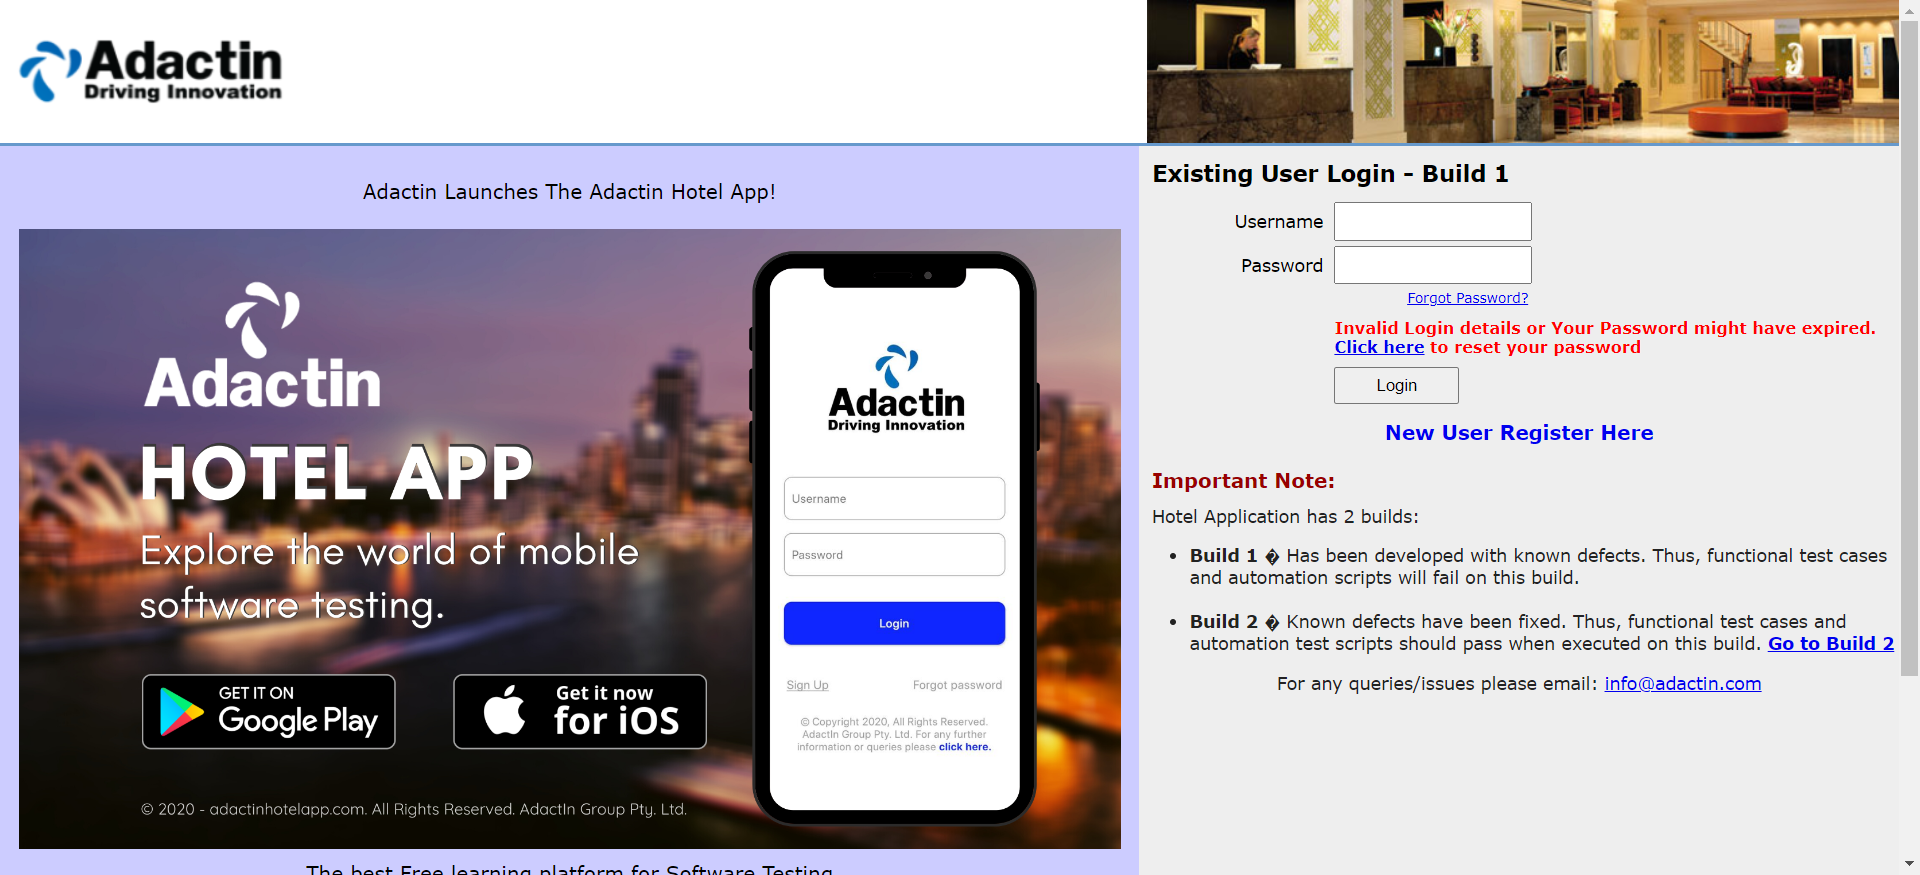 Adactin
Driving Innovation
Adactin Launches The Adactin Hotel App!
Adactin
HOTEL APP
Explore the world of mobile
software testing.
GET IT ON
Google Play
Get it now
for iOS
© 2020 - adactinhotelapp.com. All Rights Reserved. AdactIn Group Pty. Ltd.
Adactin
Driving Innovation
Username
Password
Login
Sign Up
Forgot password
© Copyright 2020, All Rights Reserved.
AdactIn Group Pty. Ltd. For any further
information or queries please click here.
The best Free learning platform for Software Testing
Existing User Login - Build 1
Username
Password
Forgot Password?
Invalid Login details or Your Password might have expired.
Click here to reset your password
Login
New User Register Here
Important Note:
Hotel Application has 2 builds:
• Build 1 � Has been developed with known defects. Thus, functional test cases
and automation scripts will fail on this build.
• Build 2 � Known defects have been fixed. Thus, functional test cases and
automation test scripts should pass when executed on this build. Go to Build 2
For any queries/issues please email: info@adactin.com